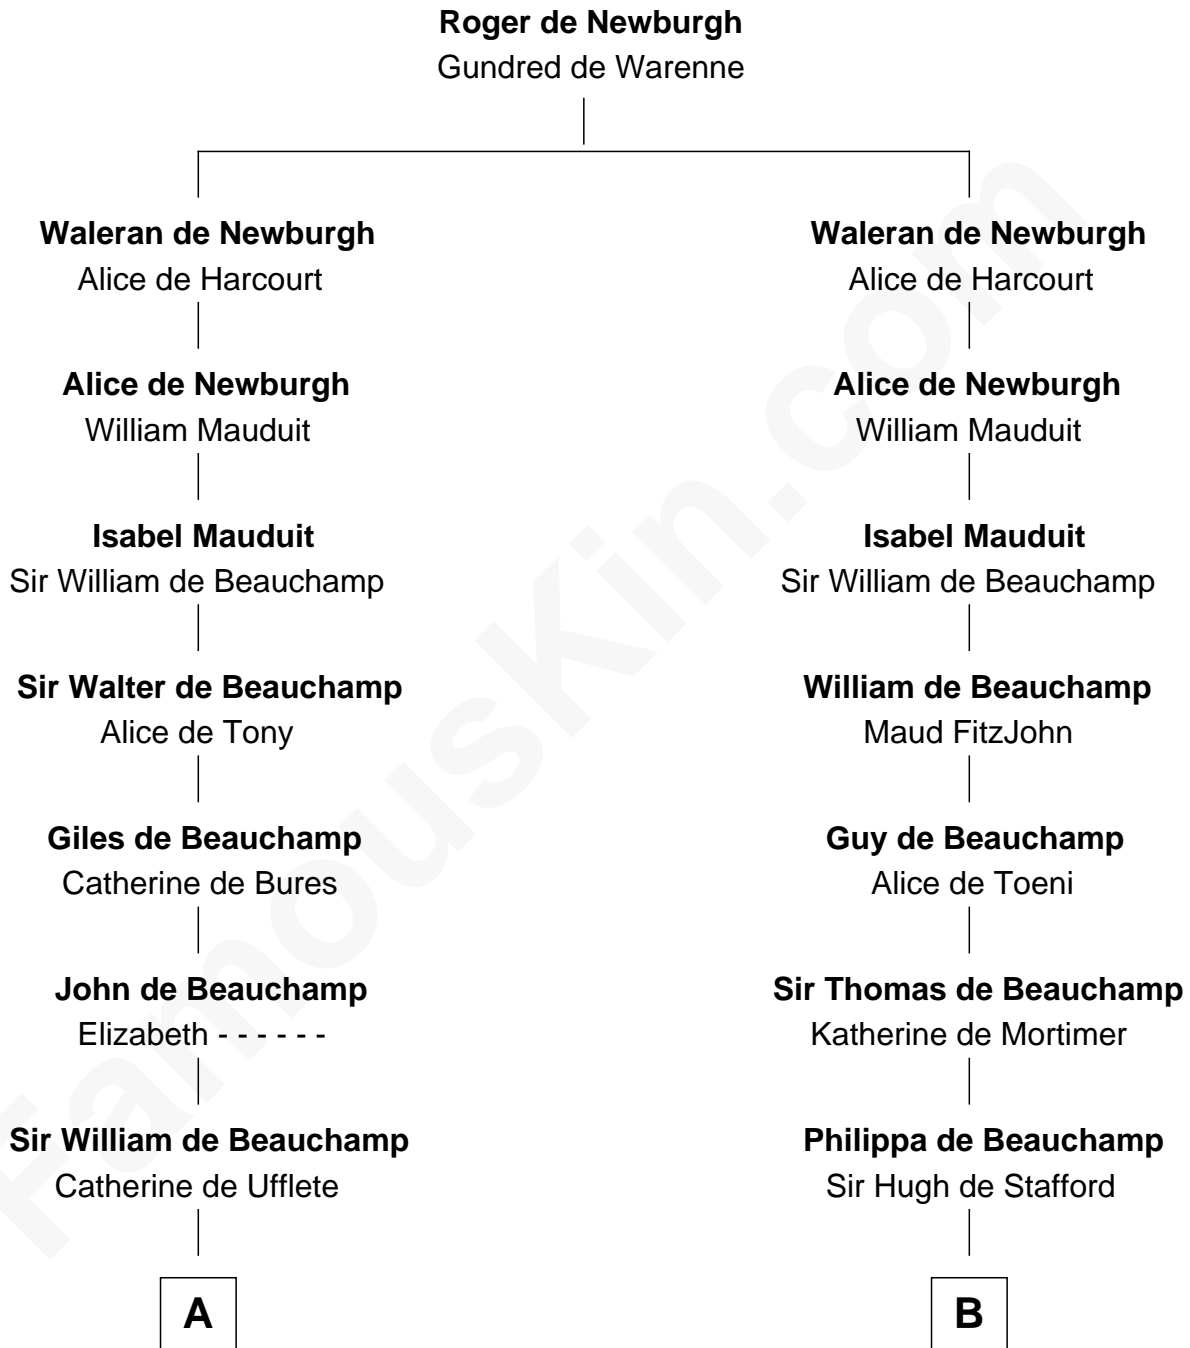 Roger de Newburgh
Gundred de Warenne
Waleran de Newburgh
Alice de Harcourt
Alice de Newburgh
William Mauduit
Isabel Mauduit
Sir William de Beauchamp
Sir Walter de Beauchamp
Alice de Tony
Giles de Beauchamp
Catherine de Bures
John de Beauchamp
Elizabeth - - - - - -
Sir William de Beauchamp
Catherine de Ufflete
A
Waleran de Newburgh
Alice de Harcourt
Alice de Newburgh
William Mauduit
Isabel Mauduit
Sir William de Beauchamp
William de Beauchamp
Maud FitzJohn
Guy de Beauchamp
Alice de Toeni
Sir Thomas de Beauchamp
Katherine de Mortimer
Philippa de Beauchamp
Sir Hugh de Stafford
B
FamousKin.com